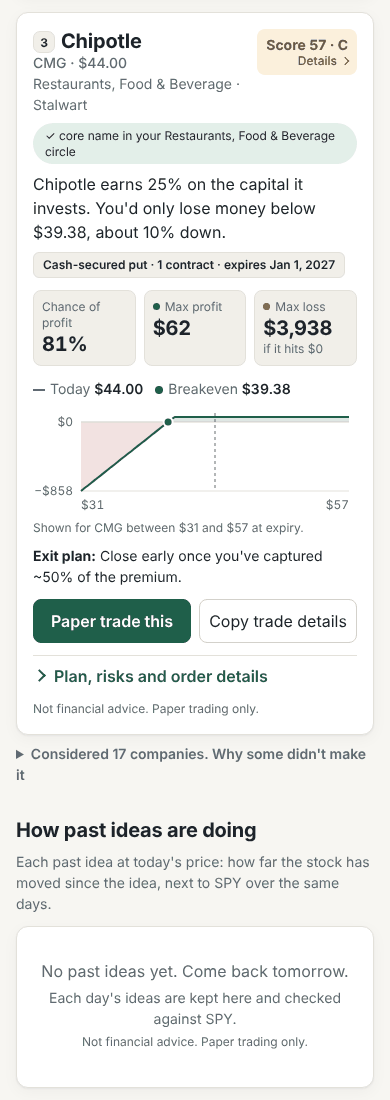 3 Chipotle
Score 57 · C
Details >
CMG · $44.00
Restaurants, Food & Beverage ·
Stalwart
✓ core name in your Restaurants, Food & Beverage
circle
Chipotle earns 25% on the capital it
invests. You'd only lose money below
$39.38, about 10% down.
Cash-secured put · 1 contract · expires Jan 1, 2027
Chance of
profit
81%
Max profit
$62
Max loss
$3,938
if it hits $0
Today $44.00 Breakeven $39.38
$0
−$858
$31 $57
Shown for CMG between $31 and $57 at expiry.
Exit plan: Close early once you've captured
~50% of the premium.
Paper trade this
Copy trade details
> Plan, risks and order details
Not financial advice. Paper trading only.
▶ Considered 17 companies. Why some didn't make
it
How past ideas are doing
Each past idea at today's price: how far the stock has
moved since the idea, next to SPY over the same
days.
No past ideas yet. Come back tomorrow.
Each day's ideas are kept here and checked
against SPY.
Not financial advice. Paper trading only.